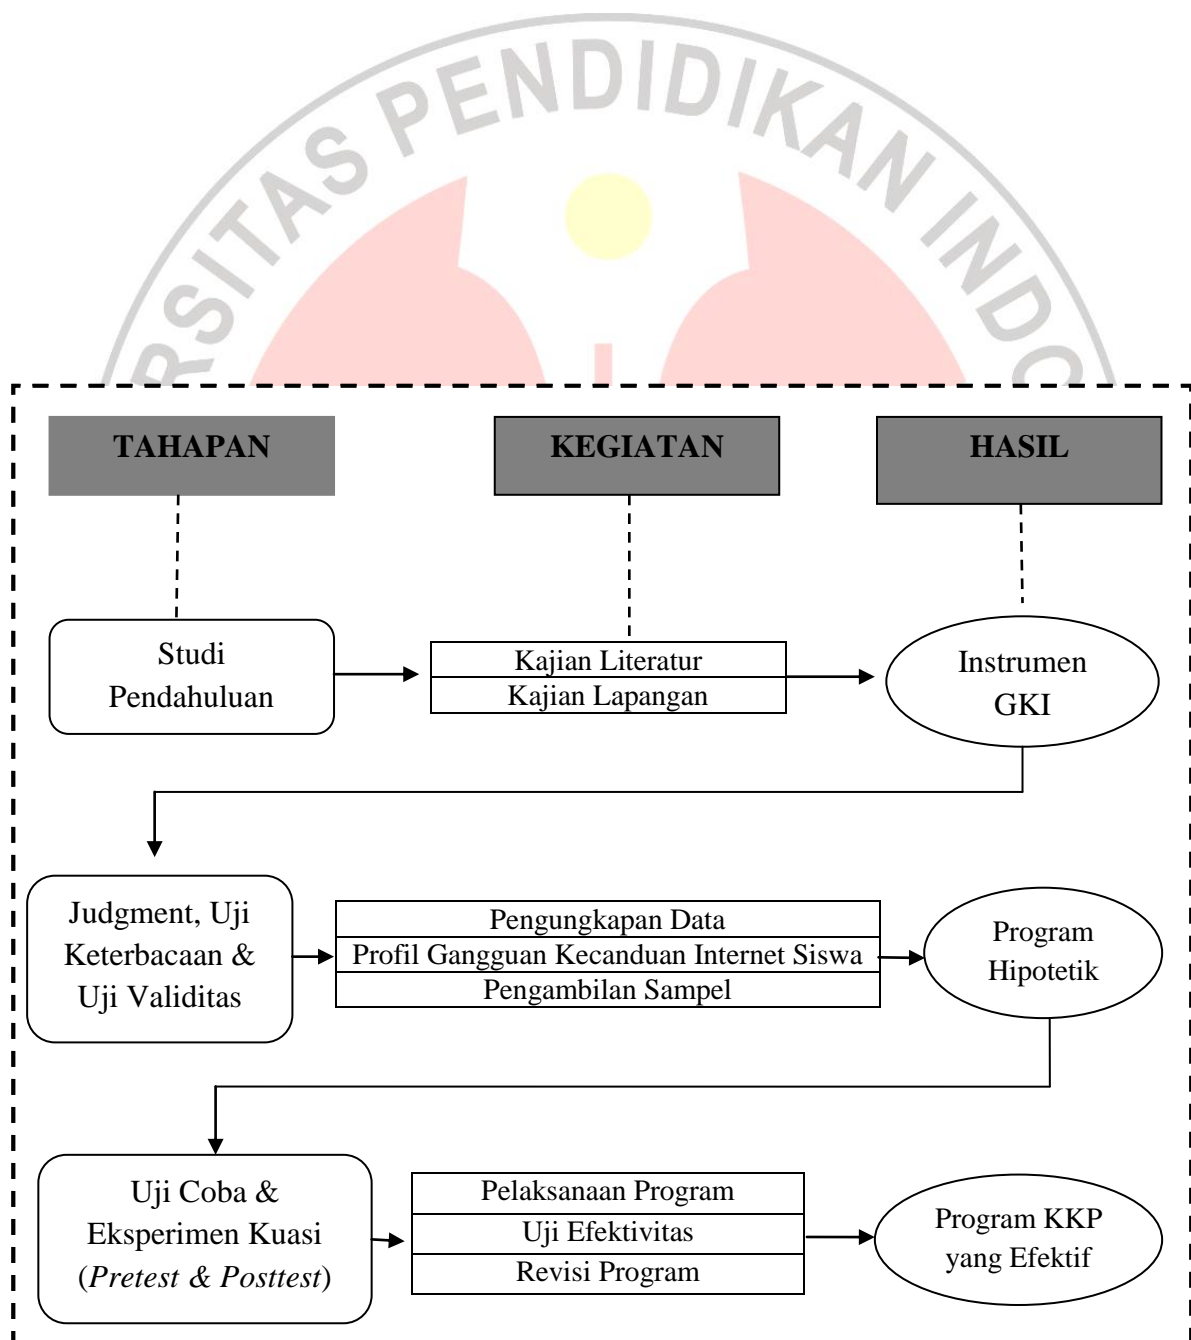 RSITAS PENDIDIKAN INDO
TAHAPAN
KEGIATAN
HASIL
Studi
Pendahuluan
Kajian Literatur
Kajian Lapangan
Instrumen
GKI
Judgment, Uji
Keterbacaan &
Uji Validitas
Pengungkapan Data
Profil Gangguan Kecanduan Internet Siswa
Pengambilan Sampel
Program
Hipotetik
Uji Coba &
Eksperimen Kuasi
(Pretest & Posttest)
Pelaksanaan Program
Uji Efektivitas
Revisi Program
Program KKP
yang Efektif